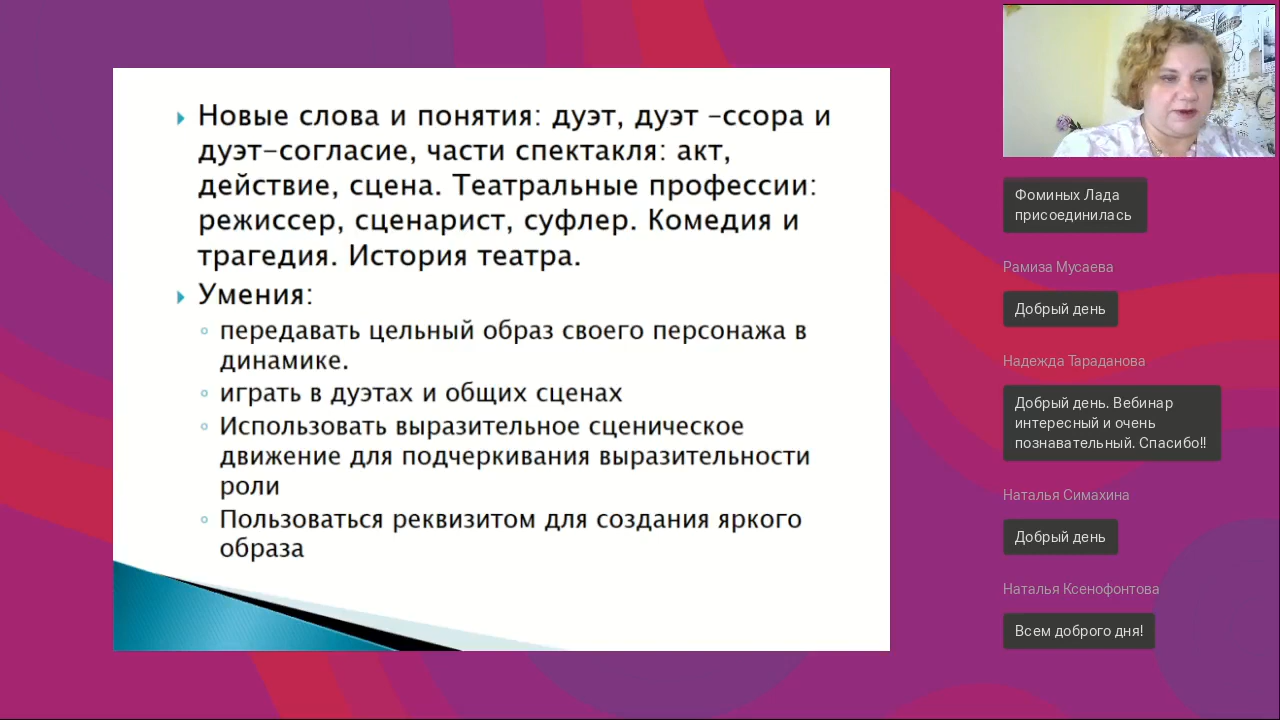 Новые слова и понятия: дуэт, дуэт –ссора и
дуэт–согласие, части спектакля: акт,
действие, сцена. Театральные профессии:
режиссер, сценарист, суфлер. Комедия и
трагедия. История театра.
Умения:
передавать цельный образ своего персонажа в
динамике.
играть в дуэтах и общих сценах
Использовать выразительное сценическое
движение для подчеркивания выразительности
роли
Пользоваться реквизитом для создания яркого
образа
Фоминых Лада
присоединилась
Рамиза Мусаева
Добрый день
Надежда Тараданова
Добрый день. Вебинар
интересный и очень
познавательный. Спасибо!!
Наталья Симахина
Добрый день
Наталья Ксенофонтова
Всем доброго дня!